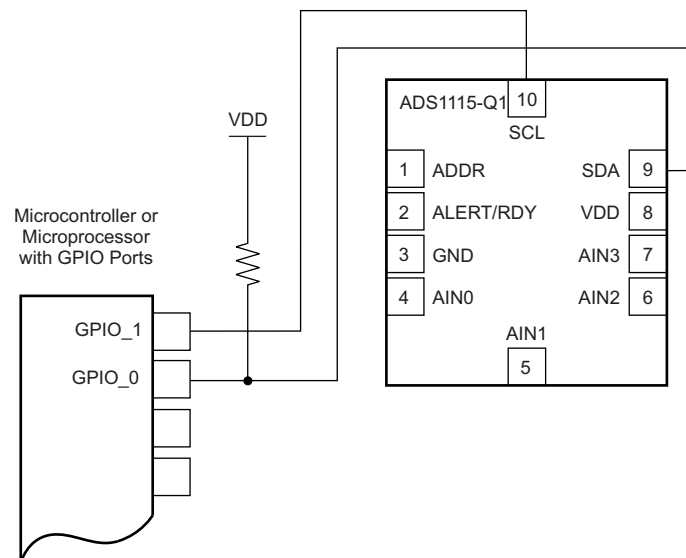 ADS1115-Q1
10
SCL
VDD
1 ADDR
SDA 9
2 ALERT/RDY
VDD 8
3 GND
AIN3 7
4 AIN0
AIN2 6
AIN1
5
Microcontroller or
Microprocessor
with GPIO Ports
GPIO_1
GPIO_0